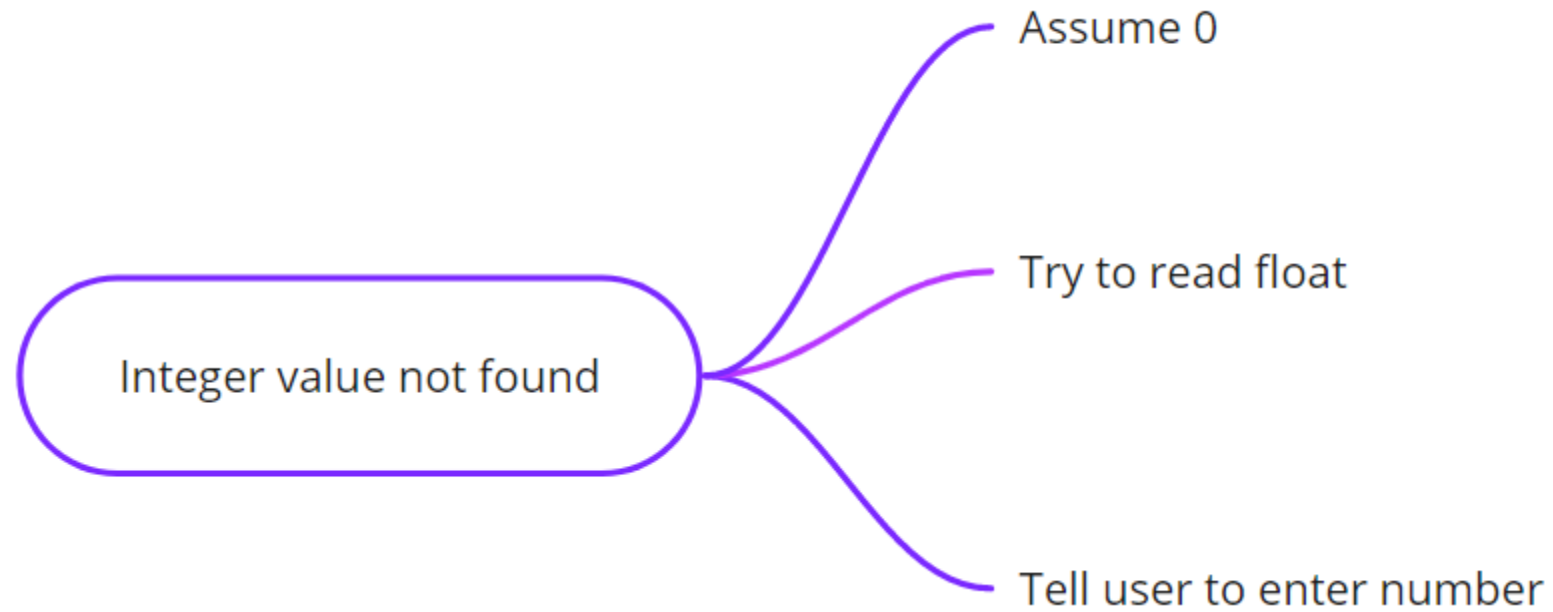 Assume 0
Try to read float
Integer value not found
Tell user to enter number